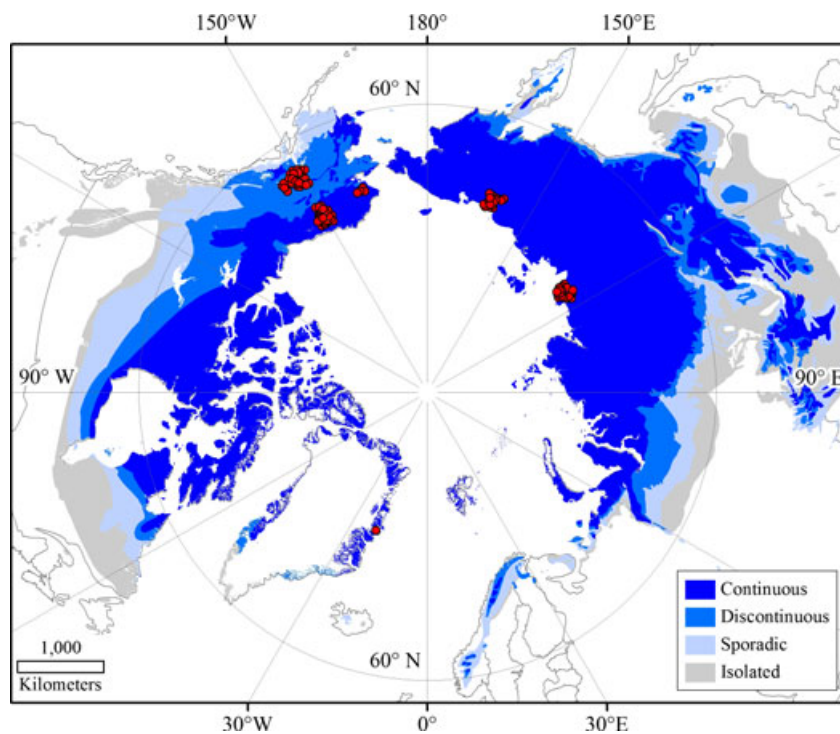 150°W 180° 150°E
60° N
90° W 90° E
Continuous
Discontinuous
Sporadic
Isolated
1,000
Kilometers
60° N
30°W 0° 30°E